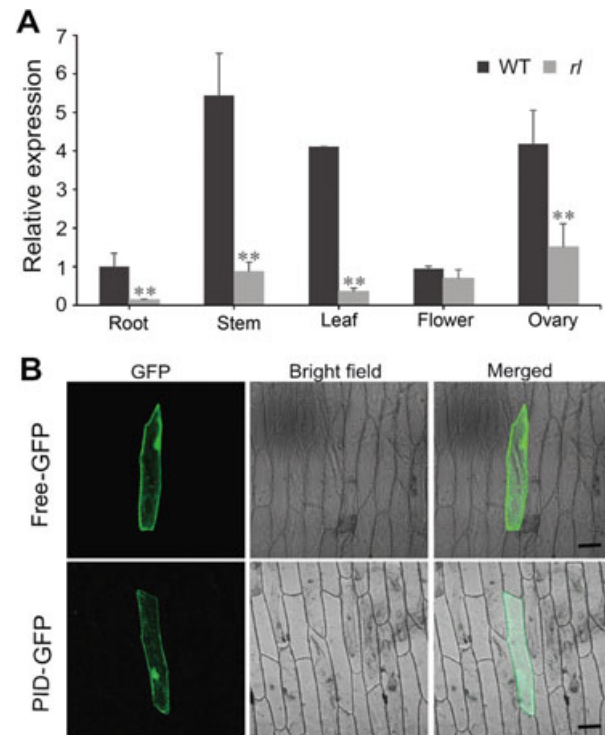 A
Relative expression
7
6
5
4
3
2
1
0
WT rl
**
**
**
**
Root Stem Leaf Flower Ovary
B
GFP Bright field Merged
Free-GFP
PID-GFP